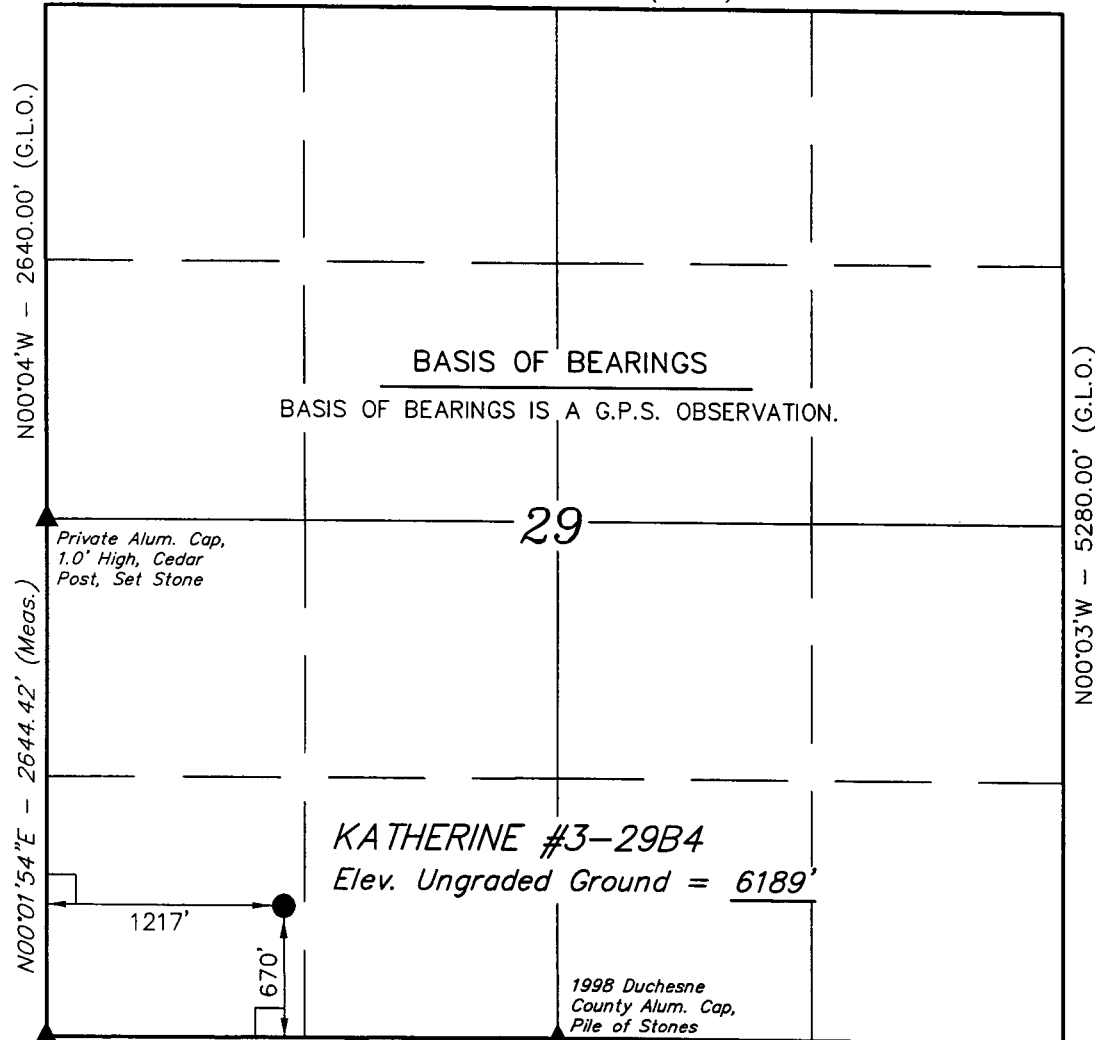 N00°04'W – 2640.00' (G.L.O.)
BASIS OF BEARINGS
BASIS OF BEARINGS IS A G.P.S. OBSERVATION.
N00°03'W – 5280.00' (G.L.O.)
29
Private Alum. Cap,
1.0' High, Cedar
Post, Set Stone
N00°01'54"E – 2644.42' (Meas.)
KATHERINE #3–29B4
Elev. Ungraded Ground = 6189'
1217'
670'
1998 Duchesne
County Alum. Cap,
Pile of Stones